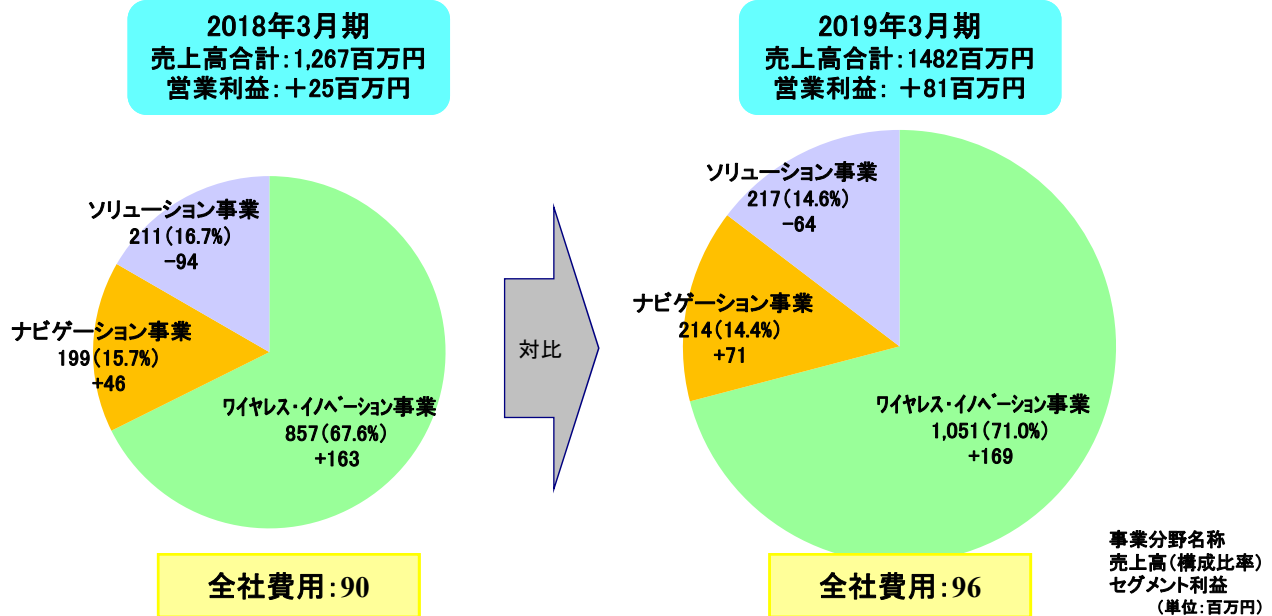 2018年3月期
売上高合計：1,267百万円
営業利益：＋25百万円
2019年3月期
売上高合計：1482百万円
営業利益： ＋81百万円
ソリューション事業
211（16.7%）
−94
ナビゲーション事業
199（15.7%）
+46
ﾜｲﾔﾚｽ・ｲﾉﾍﾞｰｼｮﾝ事業
857（67.6%）
+163
対比
ソリューション事業
217（14.6%）
−64
ナビゲーション事業
214（14.4%）
+71
ﾜｲﾔﾚｽ・ｲﾉﾍﾞｰｼｮﾝ事業
1,051（71.0%）
+169
全社費用：90
全社費用：96
事業分野名称
売上高（構成比率）
セグメント利益
（単位：百万円）